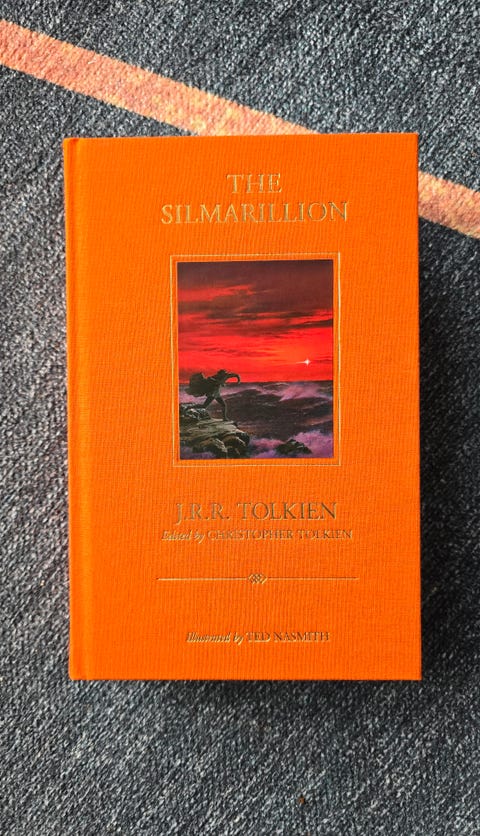 THE
SILMARILLION
J.R.R. TOLKIEN
Edited by CHRISTOPHER TOLKIEN
Illustrated by TED NASMITH